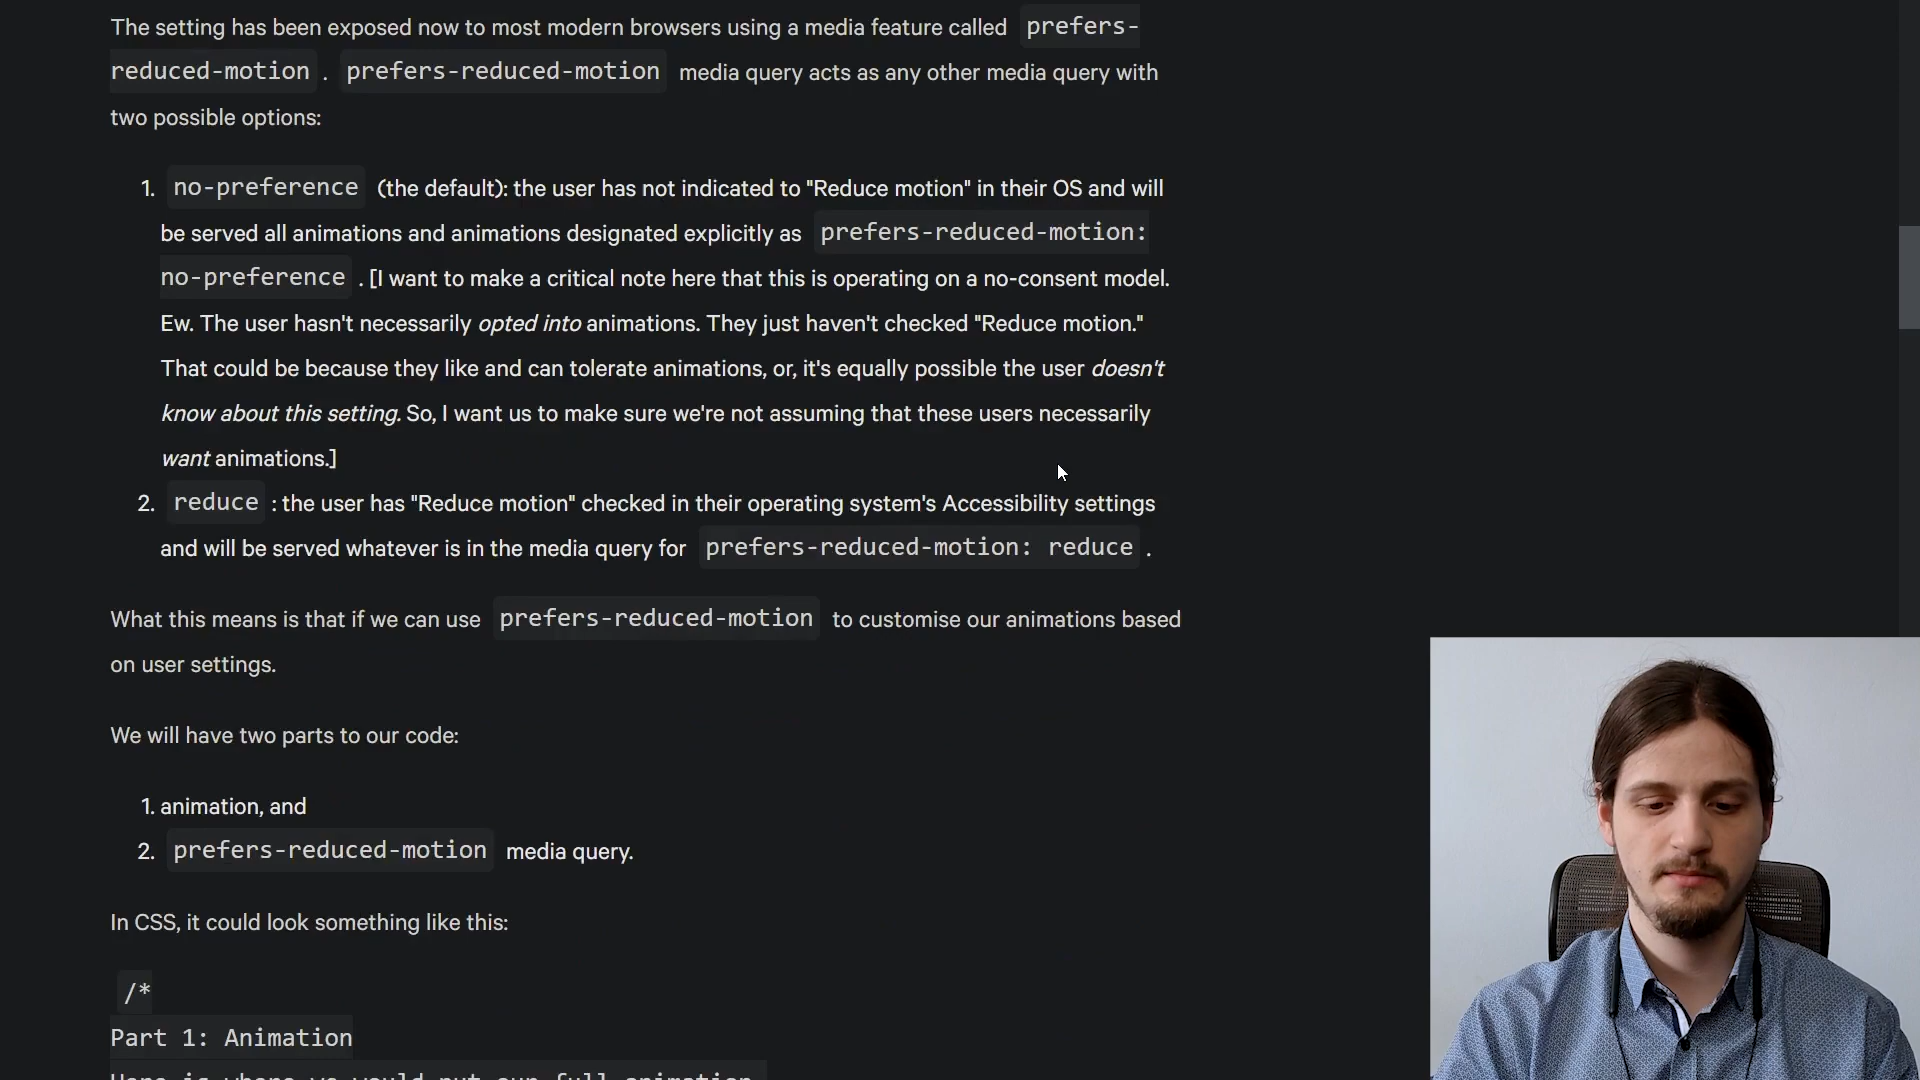 The setting has been exposed now to most modern browsers using a media feature called prefers-
reduced-motion . prefers-reduced-motion media query acts as any other media query with
two possible options:
1. no-preference (the default): the user has not indicated to "Reduce motion" in their OS and will
be served all animations and animations designated explicitly as prefers-reduced-motion:
no-preference . [I want to make a critical note here that this is operating on a no-consent model.
Ew. The user hasn't necessarily opted into animations. They just haven't checked "Reduce motion."
That could be because they like and can tolerate animations, or, it's equally possible the user doesn't
know about this setting. So, I want us to make sure we're not assuming that these users necessarily
want animations.]
2. reduce : the user has "Reduce motion" checked in their operating system's Accessibility settings
and will be served whatever is in the media query for prefers-reduced-motion: reduce .
What this means is that if we can use prefers-reduced-motion to customise our animations based
on user settings.
We will have two parts to our code:
1. animation, and
2. prefers-reduced-motion media query.
In CSS, it could look something like this:
/*
Part 1: Animation
Here is where we would put our full animation